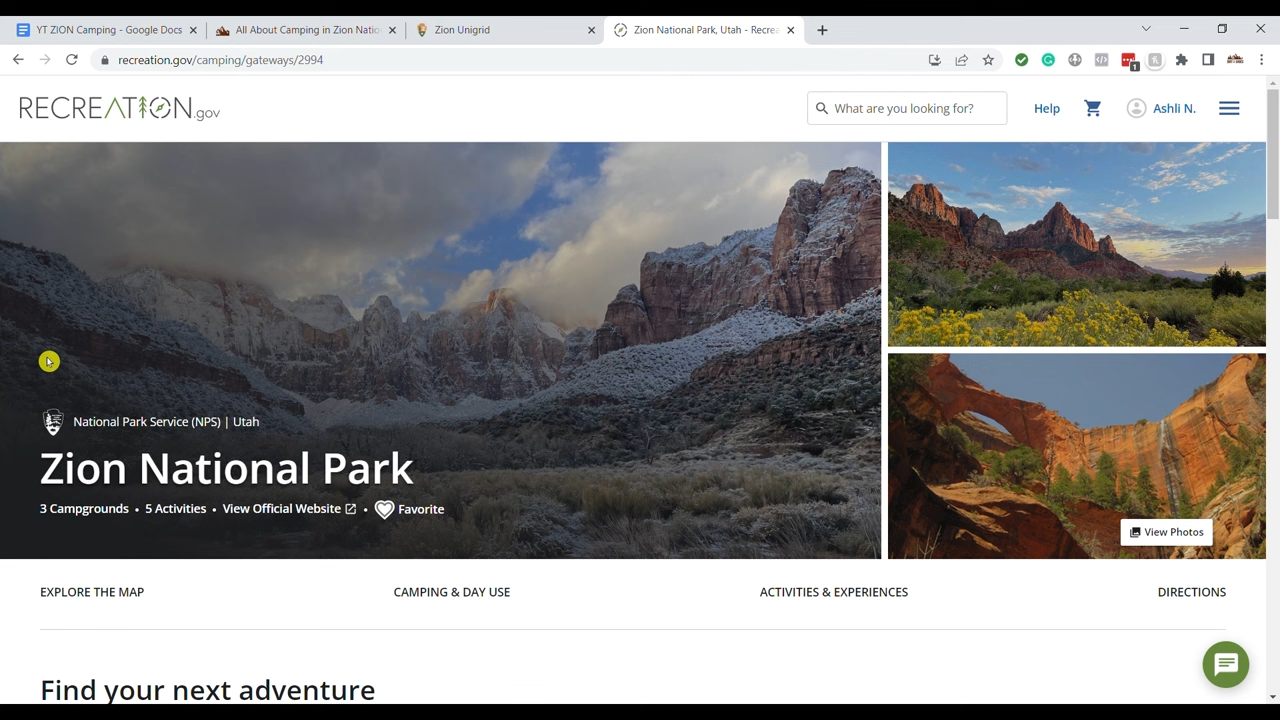 YT ZION Camping - Google Docs
All About Camping in Zion Natio
Zion Unigrid
Zion National Park, Utah - Recrea
recreation.gov/camping/gateways/2994
1
RECREATION.gov
What are you looking for?
Help
Ashli N.
National Park Service (NPS) | Utah
Zion National Park
3 Campgrounds • 5 Activities • View Official Website • Favorite
View Photos
EXPLORE THE MAP
CAMPING & DAY USE
ACTIVITIES & EXPERIENCES
DIRECTIONS
Find your next adventure